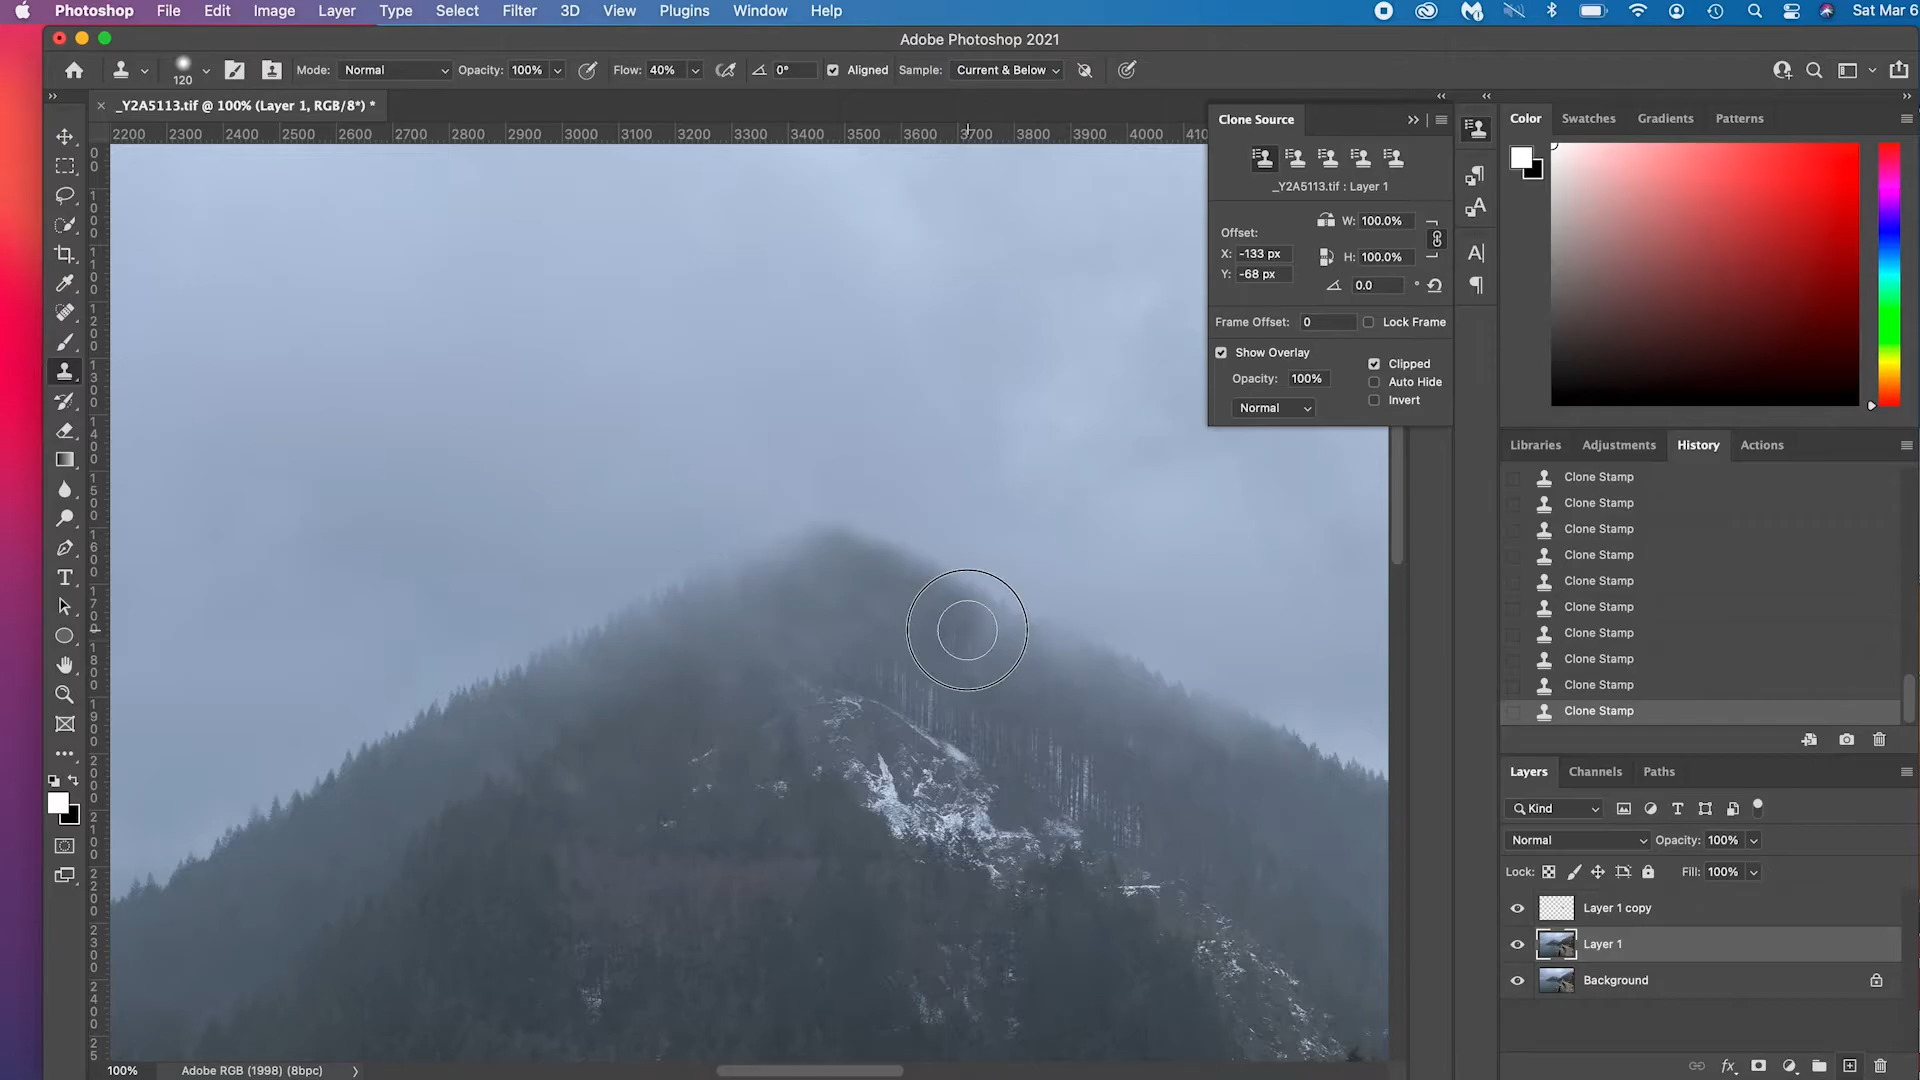 Photoshop File Edit Image Layer Type Select Filter 3D View Plugins Window Help Sat Mar 6
Adobe Photoshop 2021
120 Mode: Normal Opacity: 100% Flow: 40% 0° Aligned Sample: Current & Below
_Y2A5113.tif @ 100% (Layer 1, RGB/8*) *
2200 2300 2400 2500 2600 2700 2800 2900 3000 3100 3200 3300 3400 3500 3600 3700 3800 3900 4000
Clone Source
_Y2A5113.tif : Layer 1
W: 100.0%
Offset:
X: -133 px
H: 100.0%
Y: -68 px
0.0 °
Frame Offset: 0 Lock Frame
Show Overlay
Clipped
Opacity: 100%
Auto Hide
Invert
Normal
Color Swatches Gradients Patterns
Libraries Adjustments History Actions
Clone Stamp
Clone Stamp
Clone Stamp
Clone Stamp
Clone Stamp
Clone Stamp
Clone Stamp
Clone Stamp
Clone Stamp
Clone Stamp
Layers Channels Paths
Kind
Normal Opacity: 100%
Lock: Fill: 100%
Layer 1 copy
Layer 1
Background
100% Adobe RGB (1998) (8bpc)